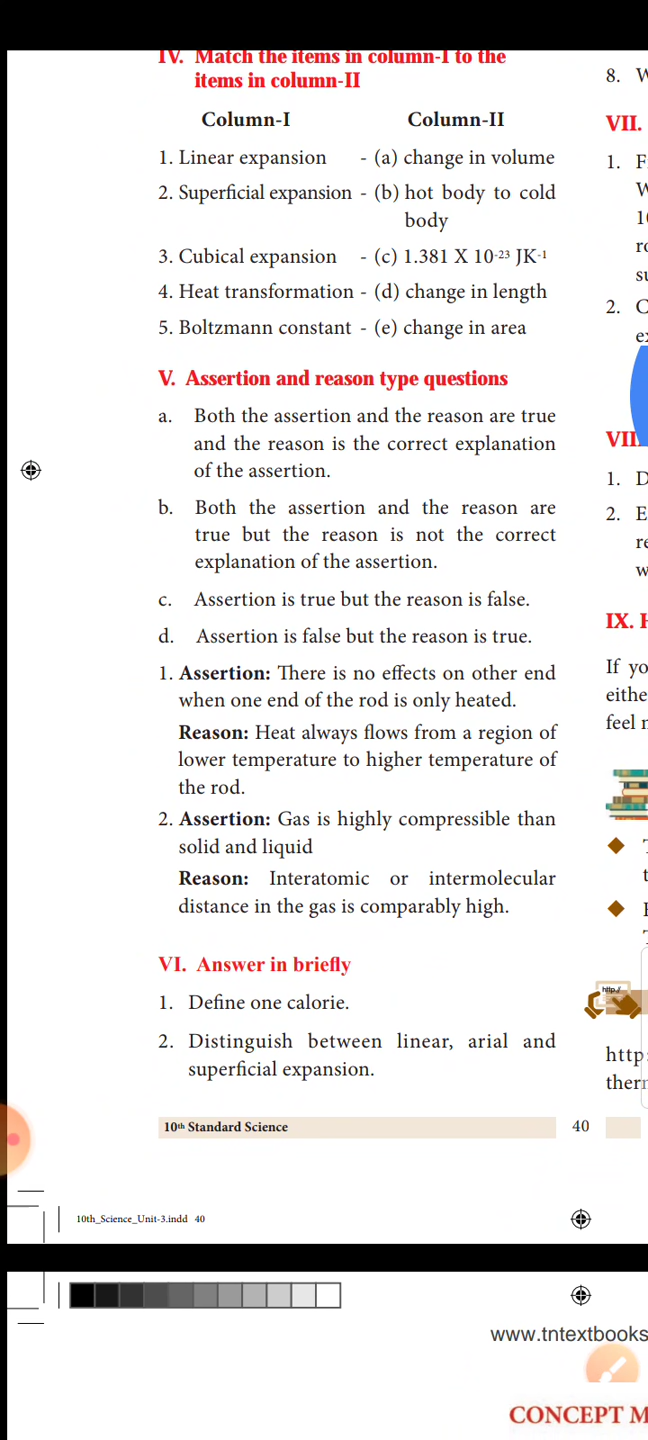 IV. Match the items in column-I to the
items in column-II
Column-I Column-II
1. Linear expansion - (a) change in volume
2. Superficial expansion - (b) hot body to cold
body
3. Cubical expansion - (c) 1.381 X 10-23 JK-1
4. Heat transformation - (d) change in length
5. Boltzmann constant - (e) change in area
V. Assertion and reason type questions
a. Both the assertion and the reason are true
and the reason is the correct explanation
of the assertion.
b. Both the assertion and the reason are
true but the reason is not the correct
explanation of the assertion.
c. Assertion is true but the reason is false.
d. Assertion is false but the reason is true.
1. Assertion: There is no effects on other end
when one end of the rod is only heated.
Reason: Heat always flows from a region of
lower temperature to higher temperature of
the rod.
2. Assertion: Gas is highly compressible than
solid and liquid
Reason: Interatomic or intermolecular
distance in the gas is comparably high.
VI. Answer in briefly
1. Define one calorie.
2. Distinguish between linear, arial and
superficial expansion.
10th Standard Science
40
8.
VII.
1.
2.
VII
1. D
2. E
IX. H
If yo
eithe
feel
http:
http:/
ther
10th_Science_Unit-3.indd 40
www.tntextbooks
CONCEPT M